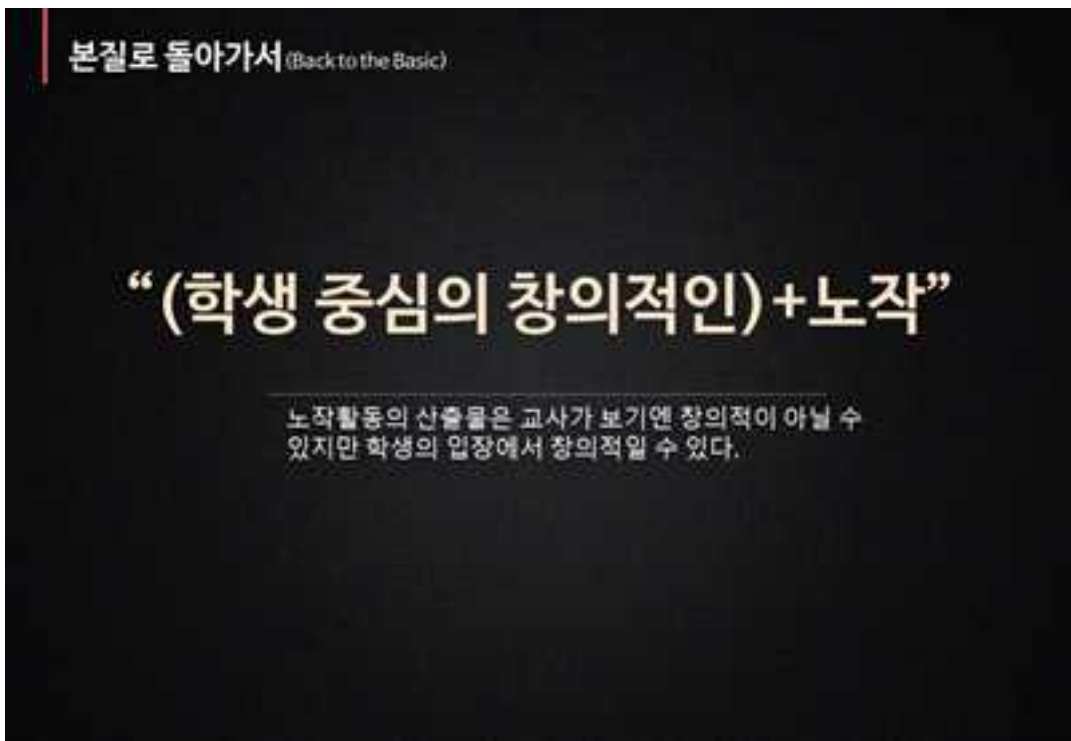 본질로 돌아가서(Back to the Basic)
“(학생 중심의 창의적인)+노작”
노작활동의 산출물은 교사가 보기엔 창의적이 아닐 수
있지만 학생의 입장에서 창의적일 수 있다.